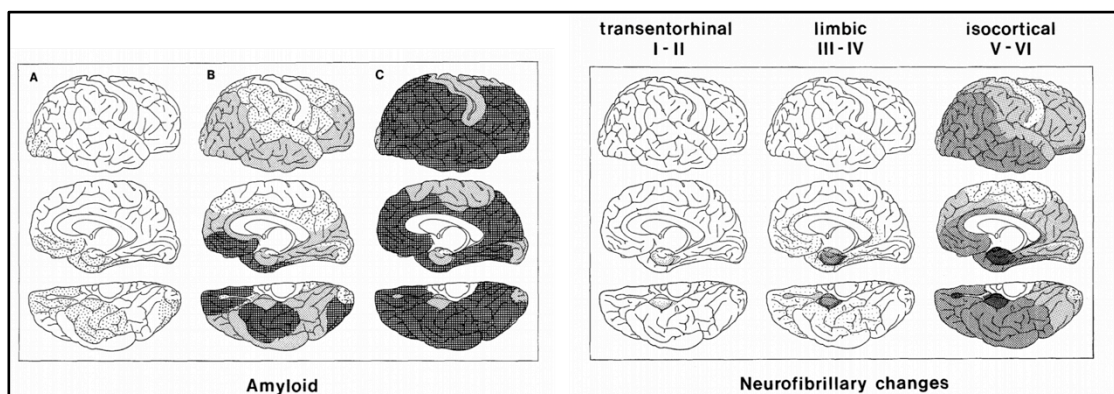 A B C
Amyloid
transentorhinal limbic isocortical
I - II III - IV V - VI
Neurofibrillary changes